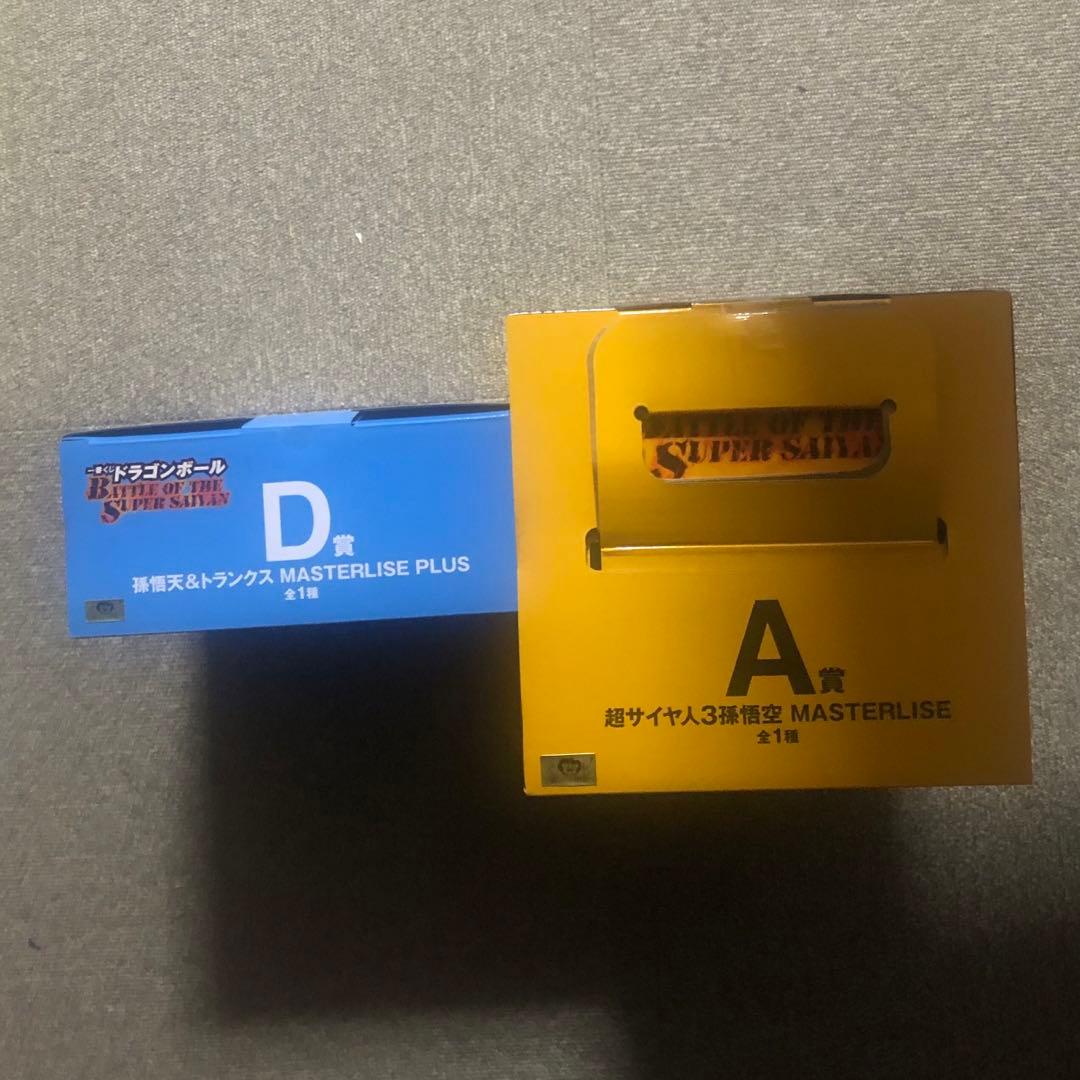 一番くじ ドラゴンボール
BATTLE OF THE
SUPER SAIYAN
D賞
孫悟天&トランクス MASTERLISE PLUS
全1種
BATTLE OF THE
SUPER SAIYAN
A賞
超サイヤ人3孫悟空 MASTERLISE
全1種